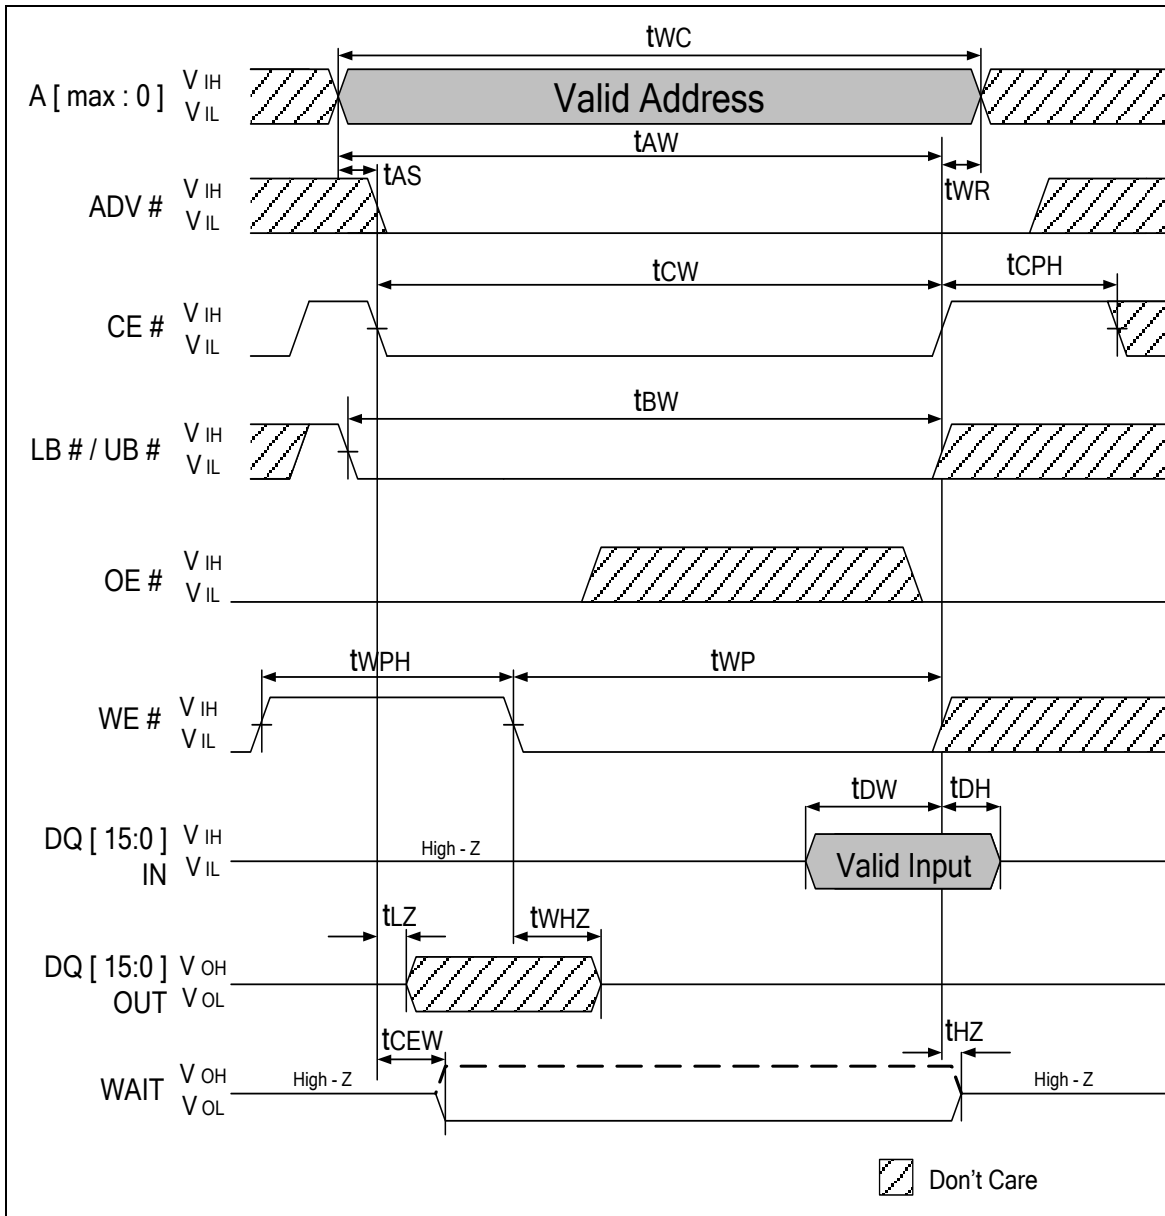 tWC
A [ max : 0 ] V IH
V IL
Valid Address
tAW
tAS
tWR
ADV # V IH
V IL
tCW
tCPH
CE # V IH
V IL
tBW
LB # / UB # V IH
V IL
OE # V IH
V IL
tWPH
tWP
WE # V IH
V IL
tDW
tDH
DQ [ 15:0 ] V IH
IN V IL
High - Z
Valid Input
tLZ
tWHZ
DQ [ 15:0 ] V OH
OUT V OL
tCEW
tHZ
WAIT V OH
V OL
High - Z
High - Z
Don't Care